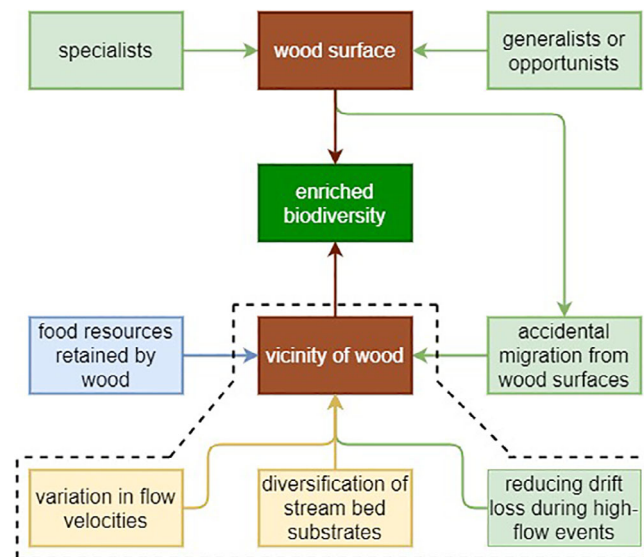 specialists
wood surface
generalists or
opportunists
enriched
biodiversity
food resources
retained by
wood
vicinity of wood
accidental
migration from
wood surfaces
variation in flow
velocities
diversification of
stream bed
substrates
reducing drift
loss during high-
flow events